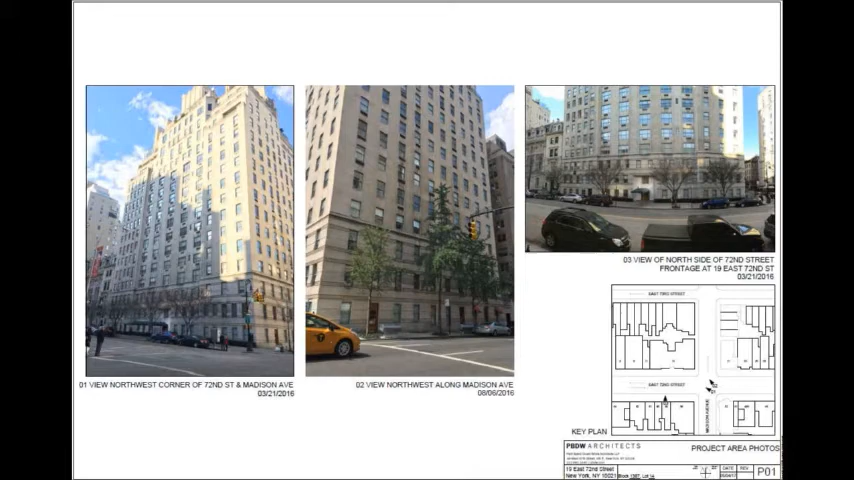 01 VIEW NORTHWEST CORNER OF 72ND ST & MADISON AVE
03/21/2016
02 VIEW NORTHWEST ALONG MADISON AVE
08/06/2016
03 VIEW OF NORTH SIDE OF 72ND STREET
FRONTAGE AT 19 EAST 72ND ST
03/21/2016
EAST 73RD STREET
EAST 72ND STREET
MADISON AVENUE
KEY PLAN
PBDW ARCHITECTS
PROJECT AREA PHOTOS
19 East 72nd Street
New York, NY 10021
DATE
REV
P01